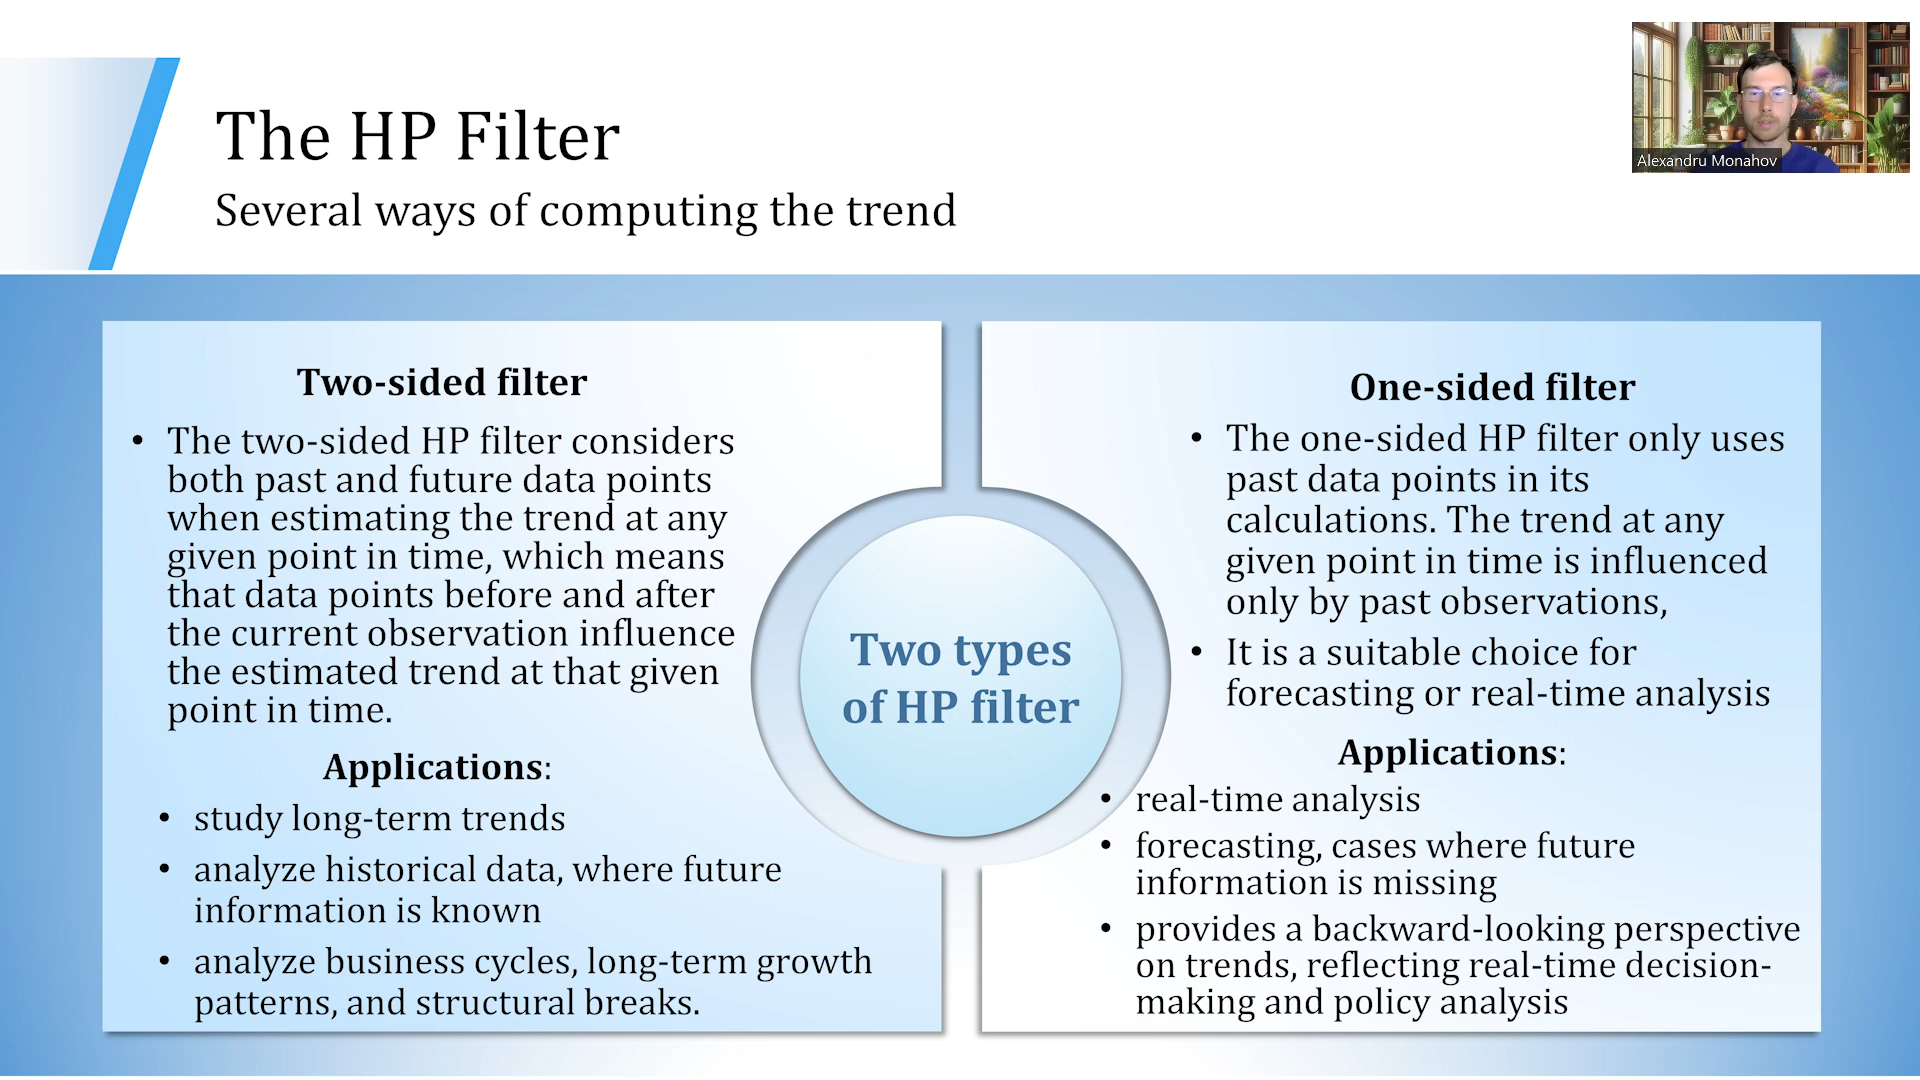 The HP Filter
Several ways of computing the trend
Alexandru Monahov
Two-sided filter
• The two-sided HP filter considers
both past and future data points
when estimating the trend at any
given point in time, which means
that data points before and after
the current observation influence
the estimated trend at that given
point in time.
Applications:
• study long-term trends
• analyze historical data, where future
information is known
• analyze business cycles, long-term growth
patterns, and structural breaks.
Two types
of HP filter
One-sided filter
• The one-sided HP filter only uses
past data points in its
calculations. The trend at any
given point in time is influenced
only by past observations,
• It is a suitable choice for
forecasting or real-time analysis
Applications:
• real-time analysis
• forecasting, cases where future
information is missing
• provides a backward-looking perspective
on trends, reflecting real-time decision-
making and policy analysis